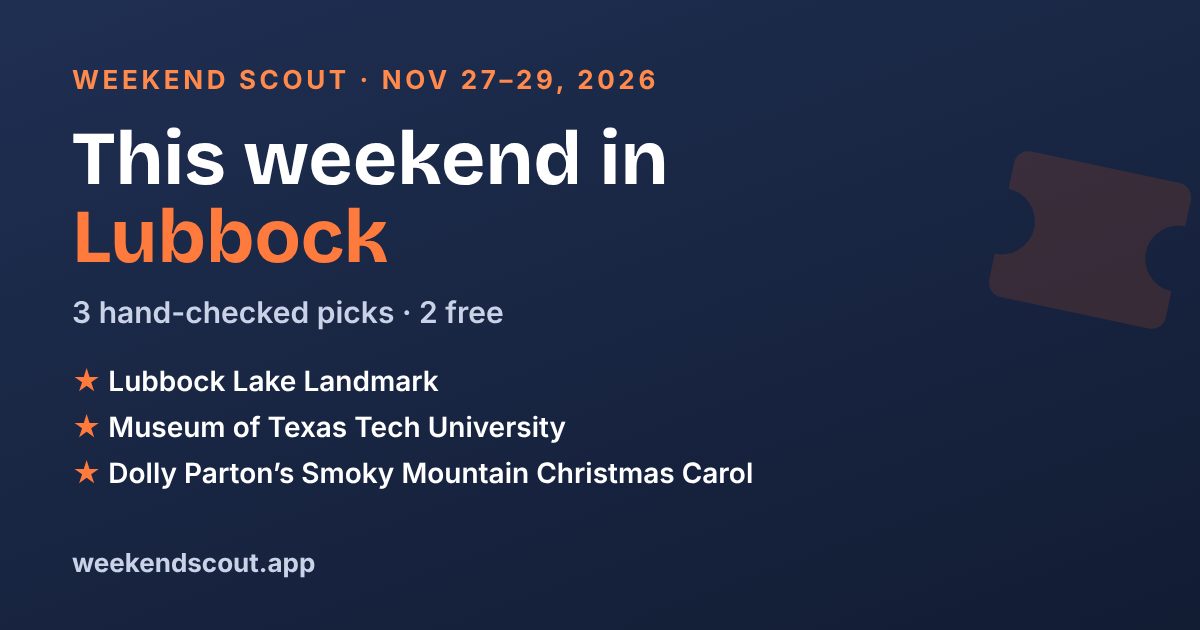 WEEKEND SCOUT · NOV 27–29, 2026
This weekend in
Lubbock
3 hand-checked picks · 2 free
★ Lubbock Lake Landmark
★ Museum of Texas Tech University
★ Dolly Parton’s Smoky Mountain Christmas Carol
weekendscout.app